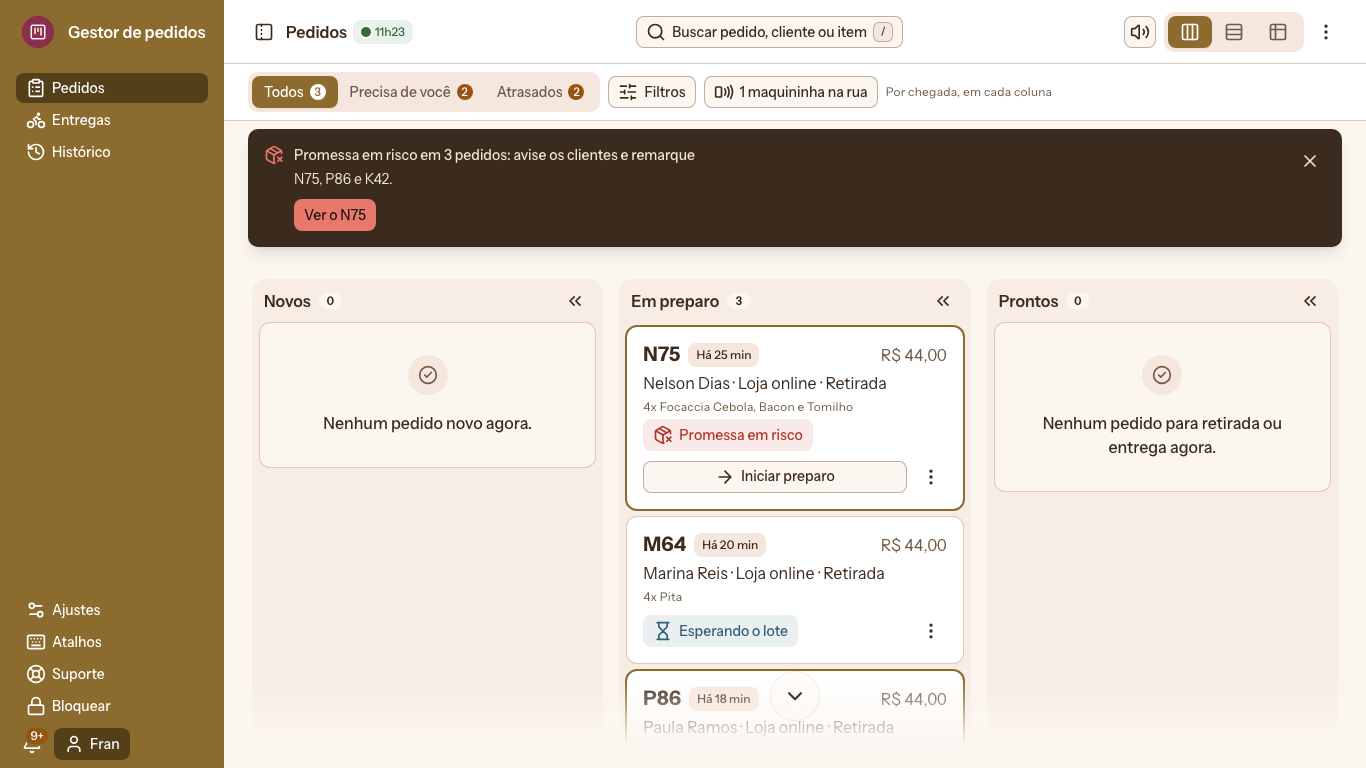 Gestor de pedidos
Pedidos
Entregas
Histórico
Ajustes
Atalhos
Suporte
Bloquear
9+
Fran
Pedidos
11h23
Buscar pedido, cliente ou item /
Todos 3
Precisa de você 2
Atrasados 2
Filtros
1 maquininha na rua
Por chegada, em cada coluna
Promessa em risco em 3 pedidos: avise os clientes e remarque
N75, P86 e K42.
Ver o N75
Novos 0
Nenhum pedido novo agora.
Em preparo 3
N75 Há 25 min R$ 44,00
Nelson Dias · Loja online · Retirada
4x Focaccia Cebola, Bacon e Tomilho
Promessa em risco
Iniciar preparo
M64 Há 20 min R$ 44,00
Marina Reis · Loja online · Retirada
4x Pita
Esperando o lote
P86 Há 18 min R$ 44,00
Paula Ramos · Loja online · Retirada
Prontos 0
Nenhum pedido para retirada ou
entrega agora.